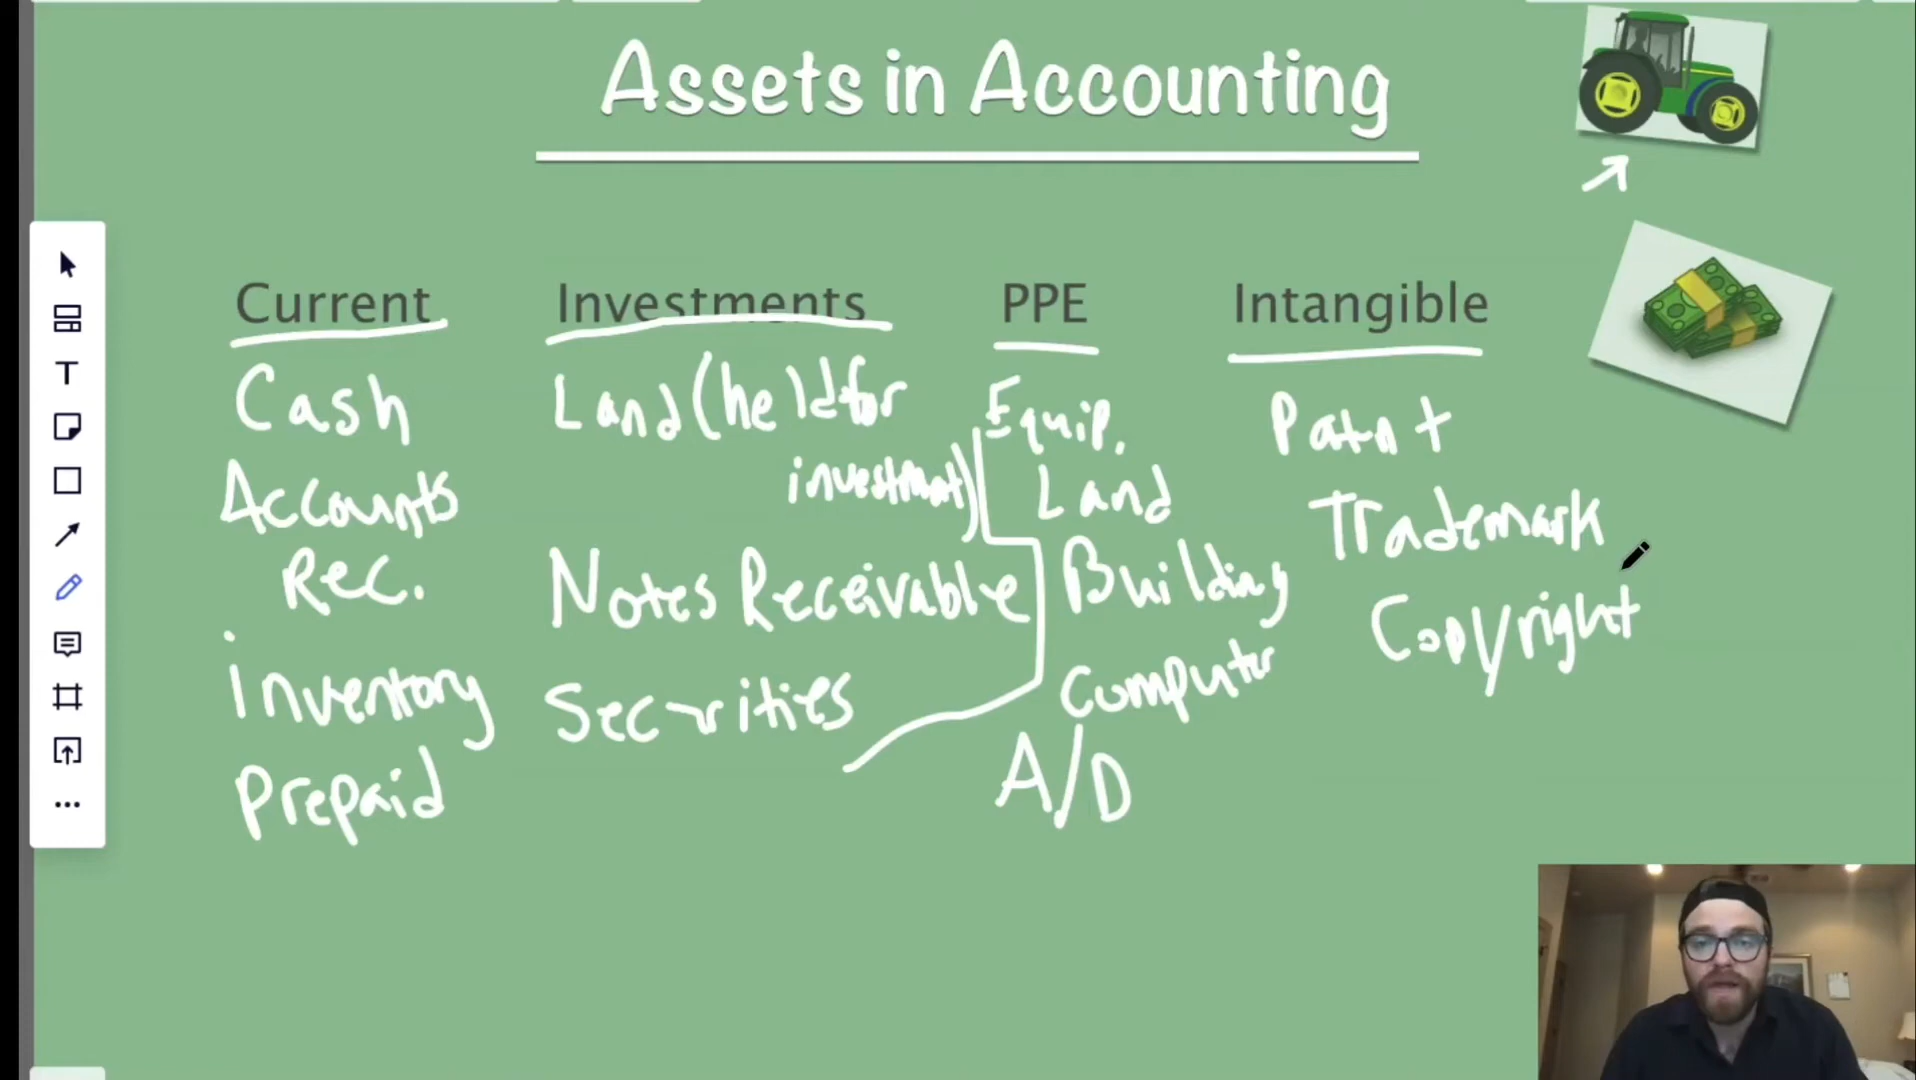 Assets in Accounting
Current
Cash
Accounts
Rec.
inventory
Prepaid
Investments
Land (held for
investment)
Notes Receivable
Securities
PPE
Equip.
Land
Building
Computer
A/D
Intangible
Patnt
Trademark
Copyright
T